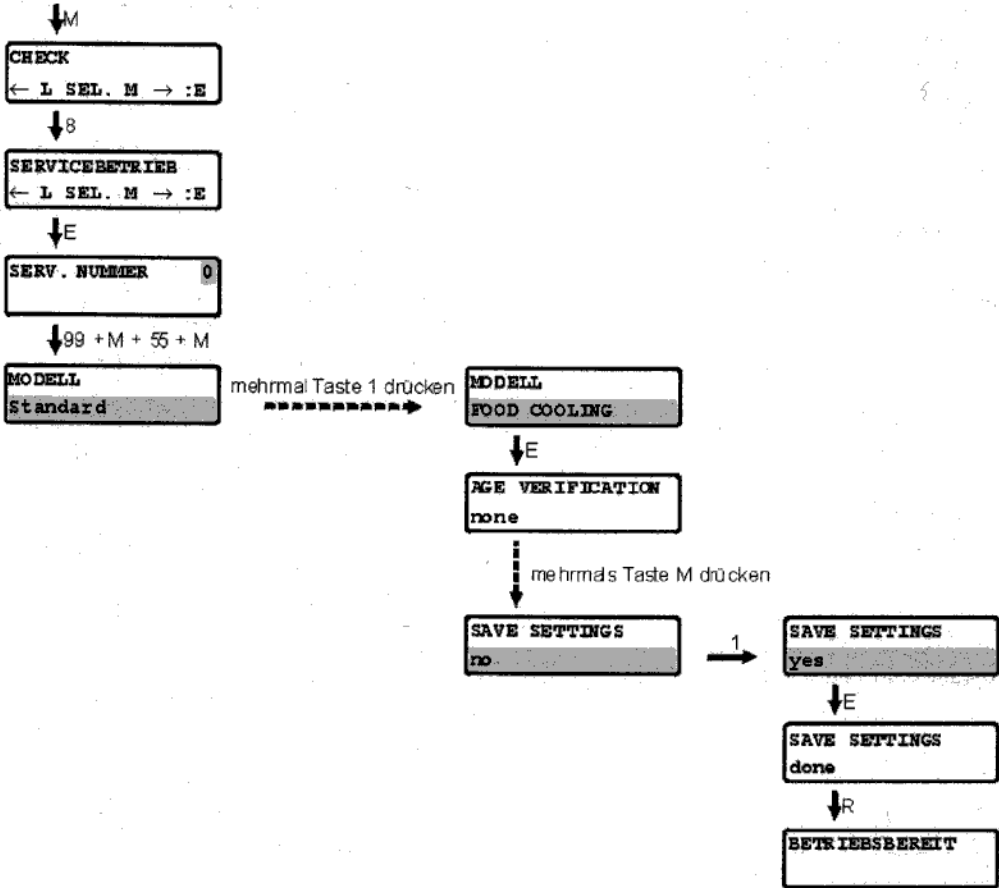 M
CHECK
← L SEL. M → :E
8
SERVICEBETRIEB
← L SEL. M → :E
E
SERV. NUMMER 0
99 + M + 55 + M
MODELL
Standard
mehrmal Taste 1 drücken
MODELL
FOOD COOLING
E
AGE VERIFICATION
none
mehrmals Taste M drücken
SAVE SETTINGS
no
1
SAVE SETTINGS
yes
E
SAVE SETTINGS
done
R
BETRIEBSBEREIT